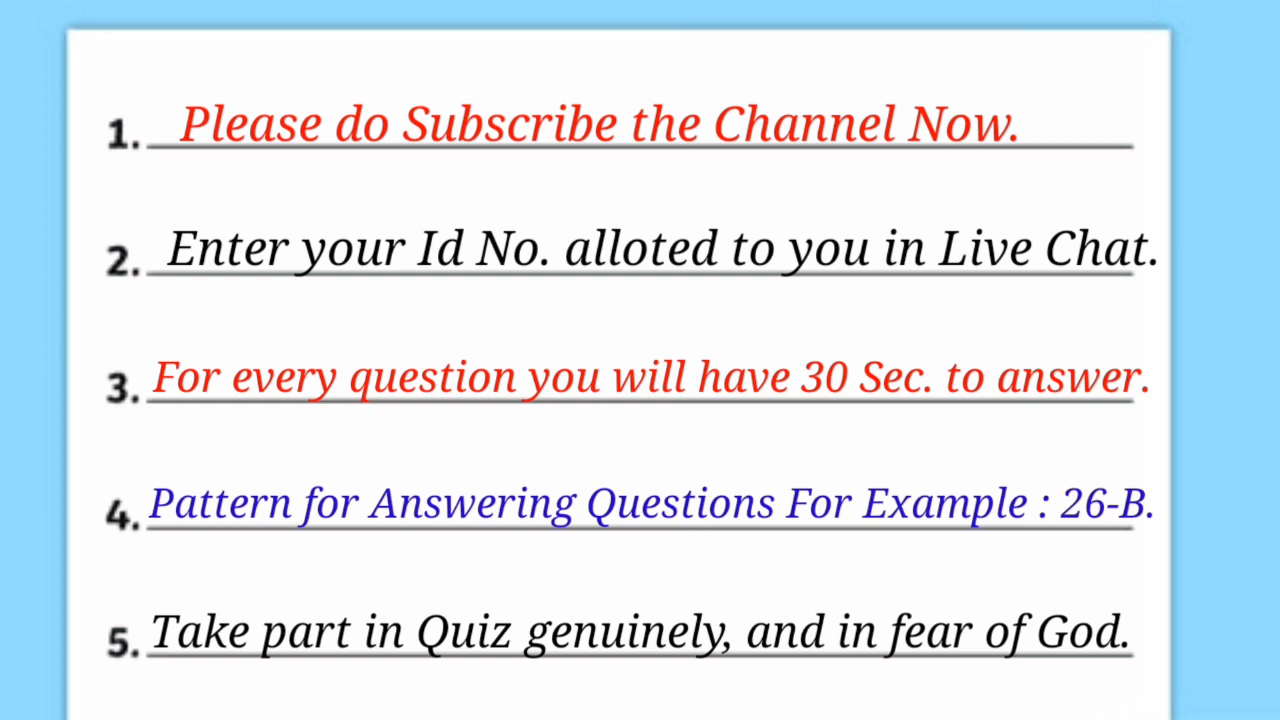 1. Please do Subscribe the Channel Now.
2. Enter your Id No. alloted to you in Live Chat.
3. For every question you will have 30 Sec. to answer.
4. Pattern for Answering Questions For Example : 26-B.
5. Take part in Quiz genuinely, and in fear of God.